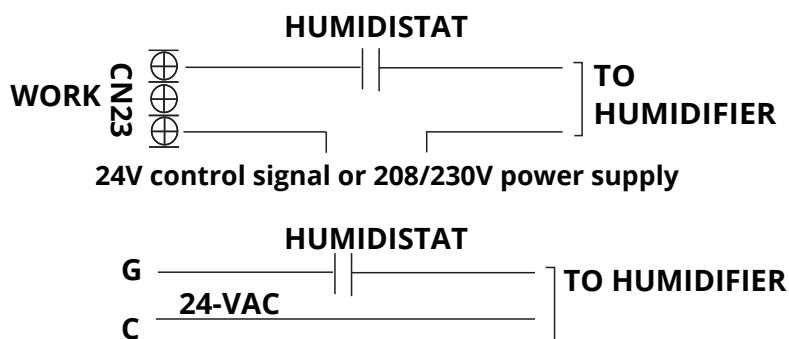 HUMIDISTAT
WORK CN23
TO
HUMIDIFIER
24V control signal or 208/230V power supply
HUMIDISTAT
G
TO HUMIDIFIER
24-VAC
C